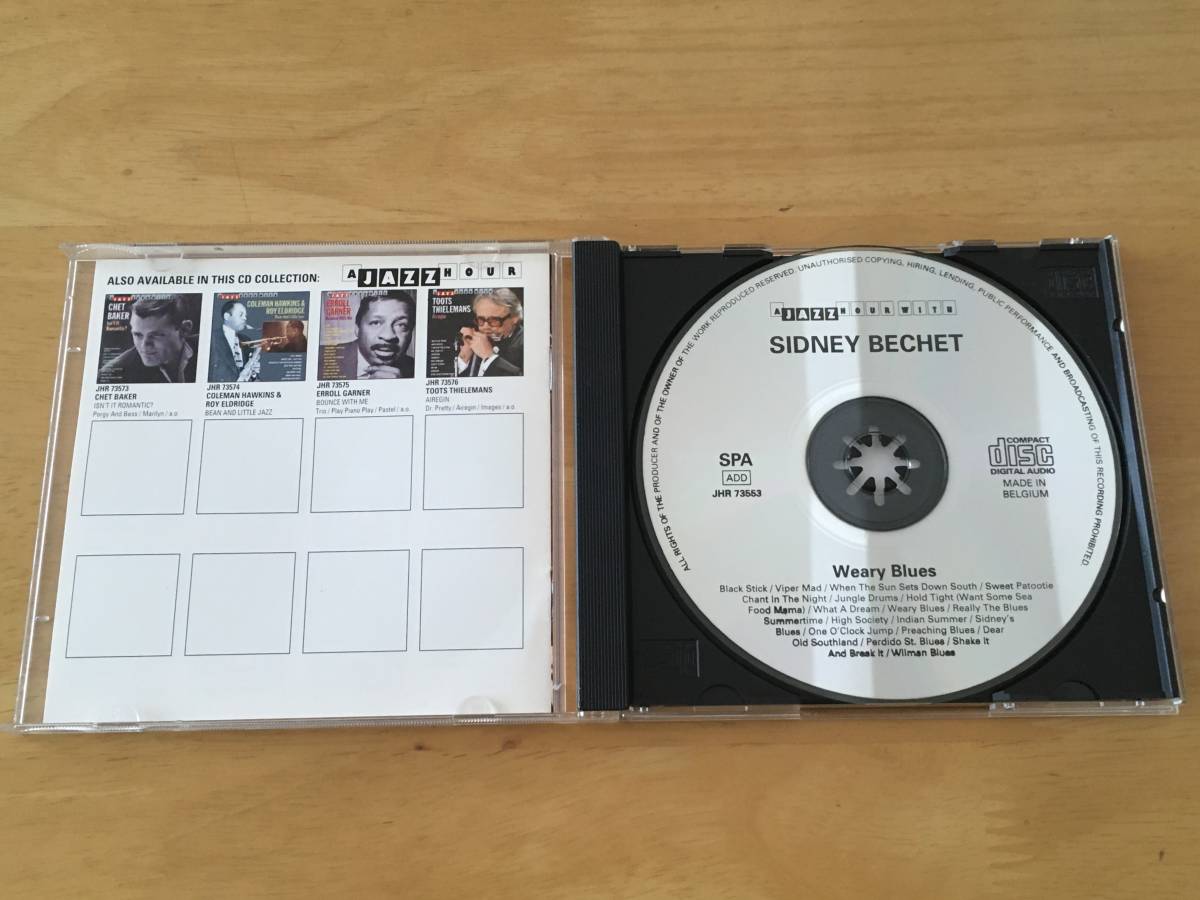 ALSO AVAILABLE IN THIS CD COLLECTION:
A JAZZ HOUR
CHET BAKER
Isn't It Romantic?
COLEMAN HAWKINS &
ROY ELDRIDGE
ERROLL GARNER
TOOTS THIELEMANS
Airegin
JHR 73573
CHET BAKER
ISN'T IT ROMANTIC?
Porgy And Bess / Marilyn / a.o.
JHR 73574
COLEMAN HAWKINS &
ROY ELDRIDGE
BEAN AND LITTLE JAZZ
JHR 73575
ERROLL GARNER
BOUNCE WITH ME
Trio / Play Piano Play / Pastel / a.o.
JHR 73576
TOOTS THIELEMANS
AIREGIN
Dr. Pretty / Airegin / Images / a.o.
ALL RIGHTS OF THE PRODUCER AND OF THE OWNER OF THE WORK REPRODUCED RESERVED. UNAUTHORISED COPYING, HIRING, LENDING, PUBLIC PERFORMANCE AND BROADCASTING OF THIS RECORDING PROHIBITED.
A JAZZ HOUR WITH
SIDNEY BECHET
SPA
ADD
JHR 73553
COMPACT
disc
DIGITAL AUDIO
MADE IN
BELGIUM
Weary Blues
Black Stick / Viper Mad / When The Sun Sets Down South / Sweet Patootie
Chant In The Night / Jungle Drums / Hold Tight (Want Some Sea
Food Mama) / What A Dream / Weary Blues / Really The Blues
Summertime / High Society / Indian Summer / Sidney's
Blues / One O'Clock Jump / Preaching Blues / Dear
Old Southland / Perdido St. Blues / Shake It
And Break It / Wilman Blues